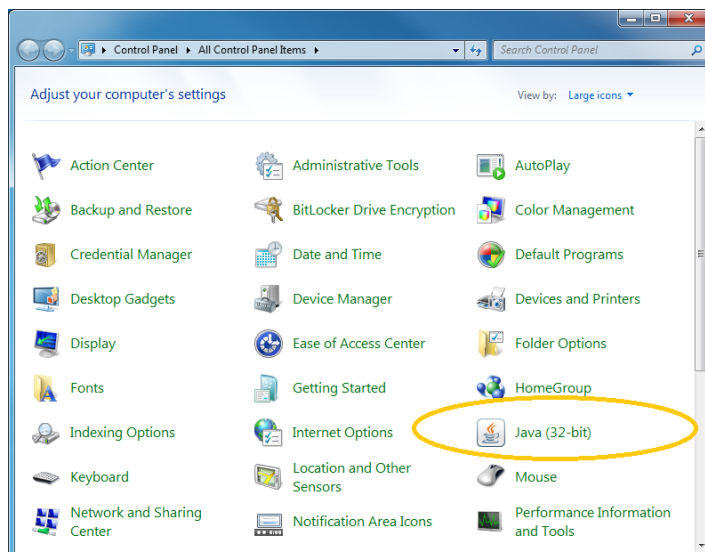 Control Panel ▸ All Control Panel Items ▸
Search Control Panel
Adjust your computer's settings
View by: Large icons
Action Center
Administrative Tools
AutoPlay
Backup and Restore
BitLocker Drive Encryption
Color Management
Credential Manager
Date and Time
Default Programs
Desktop Gadgets
Device Manager
Devices and Printers
Display
Ease of Access Center
Folder Options
Fonts
Getting Started
HomeGroup
Indexing Options
Internet Options
Java (32-bit)
Keyboard
Location and Other
Sensors
Mouse
Network and Sharing
Center
Notification Area Icons
Performance Information
and Tools